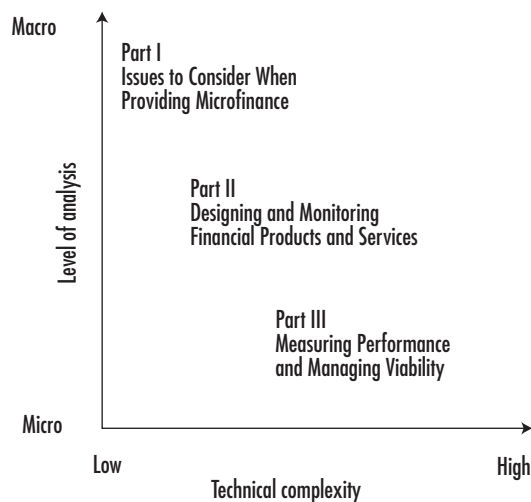 Macro
Part I
Issues to Consider When
Providing Microfinance
Level of analysis
Part II
Designing and Monitoring
Financial Products and Services
Part III
Measuring Performance
and Managing Viability
Micro
Low
High
Technical complexity